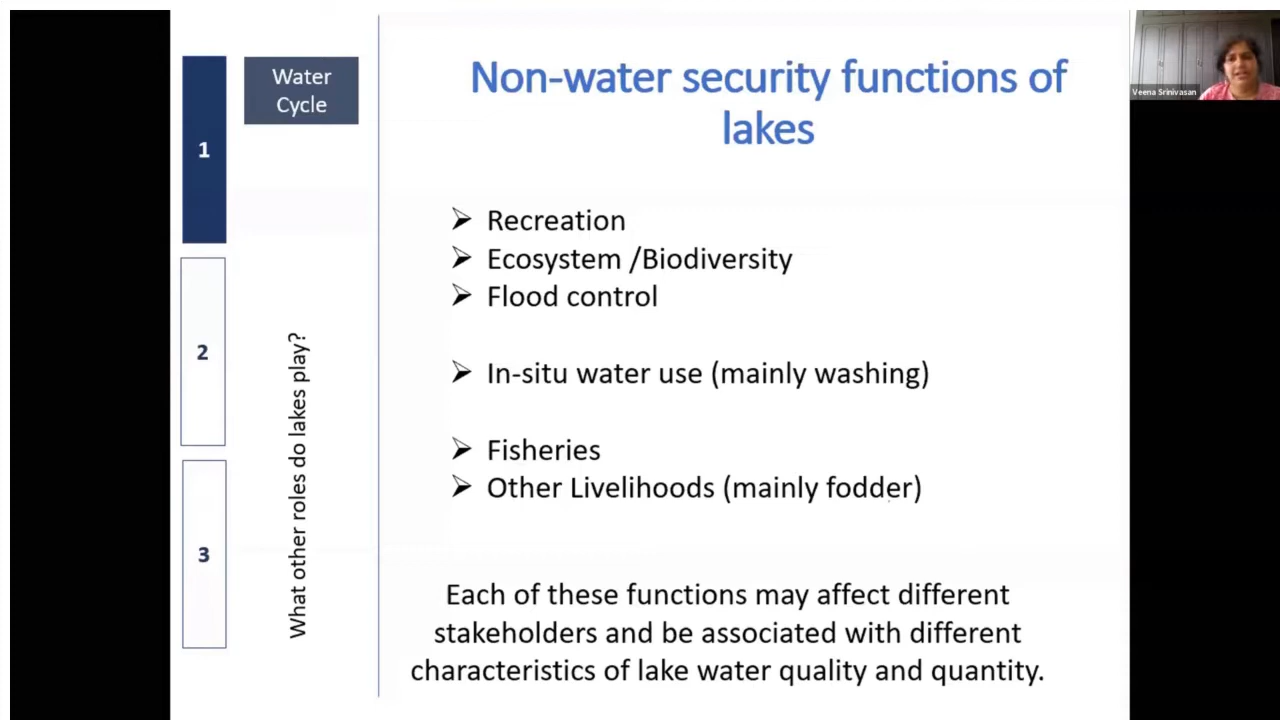 1
2
3
Water
Cycle
What other roles do lakes play?
Non-water security functions of
lakes
Recreation
Ecosystem /Biodiversity
Flood control
In-situ water use (mainly washing)
Fisheries
Other Livelihoods (mainly fodder)
Each of these functions may affect different
stakeholders and be associated with different
characteristics of lake water quality and quantity.
Veena Srinivasan